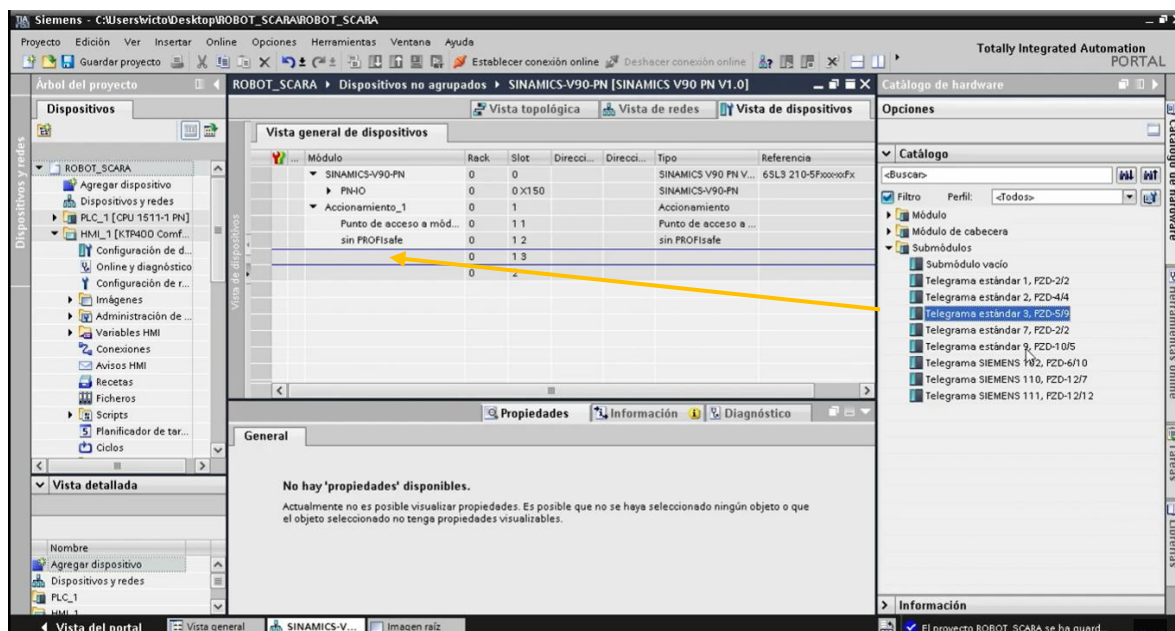 Siemens - C:\Users\victo\Desktop\ROBOT_SCARA\ROBOT_SCARA
Proyecto Edición Ver Insertar Online Opciones Herramientas Ventana Ayuda
Totally Integrated Automation
PORTAL
Guardar proyecto
Establecer conexión online
Deshacer conexión online
Árbol del proyecto
ROBOT_SCARA Dispositivos no agrupados SINAMICS-V90-PN [SINAMICS V90 PN V1.0]
Catálogo de hardware
Dispositivos
Vista topológica
Vista de redes
Vista de dispositivos
Opciones
Vista general de dispositivos
Catálogo
Módulo Rack Slot Direcci... Direcci... Tipo Referencia
<Buscar>
ROBOT_SCARA
Agregar dispositivo
Dispositivos y redes
PLC_1 [CPU 1511-1 PN]
HMI_1 [KTP400 Comf...
Configuración de d...
Online y diagnóstico
Configuración de r...
Imágenes
Administración de ...
Variables HMI
Conexiones
Avisos HMI
Recetas
Ficheros
Scripts
Planificador de tar...
Ciclos
SINAMICS-V90-PN 0 0 SINAMICS V90 PN V...
PN-IO 0 0 X150 SINAMICS-V90-PN
Accionamiento_1 0 1 Accionamiento
Punto de acceso a mód... 0 1 1 Punto de acceso a ...
sin PROFIsafe 0 1 2 sin PROFIsafe
0 1 3
0 2
Filtro Perfil: <Todos>
Módulo
Módulo de cabecera
Submódulos
Submódulo vacío
Telegrama estándar 1, PZD-2/2
Telegrama estándar 2, PZD-4/4
Telegrama estándar 3, PZD-5/9
Telegrama estándar 7, PZD-2/2
Telegrama estándar 9, PZD-10/5
Telegrama SIEMENS 102, PZD-6/10
Telegrama SIEMENS 110, PZD-12/7
Telegrama SIEMENS 111, PZD-12/12
Propiedades
Información
Diagnóstico
General
No hay 'propiedades' disponibles.
Actualmente no es posible visualizar propiedades. Es posible que no se haya seleccionado ningún objeto o que
el objeto seleccionado no tenga propiedades visualizables.
Vista detallada
Nombre
Agregar dispositivo
Dispositivos y redes
PLC_1
HMI_1
Información
Vista del portal
Vista general
SINAMICS-V...
Imagen raíz
El proyecto ROBOT_SCARA se ha guard...
Dispositivos y redes
Vista de dispositivos
Catálogo de hardware
Herramientas online
Tareas
Librerías